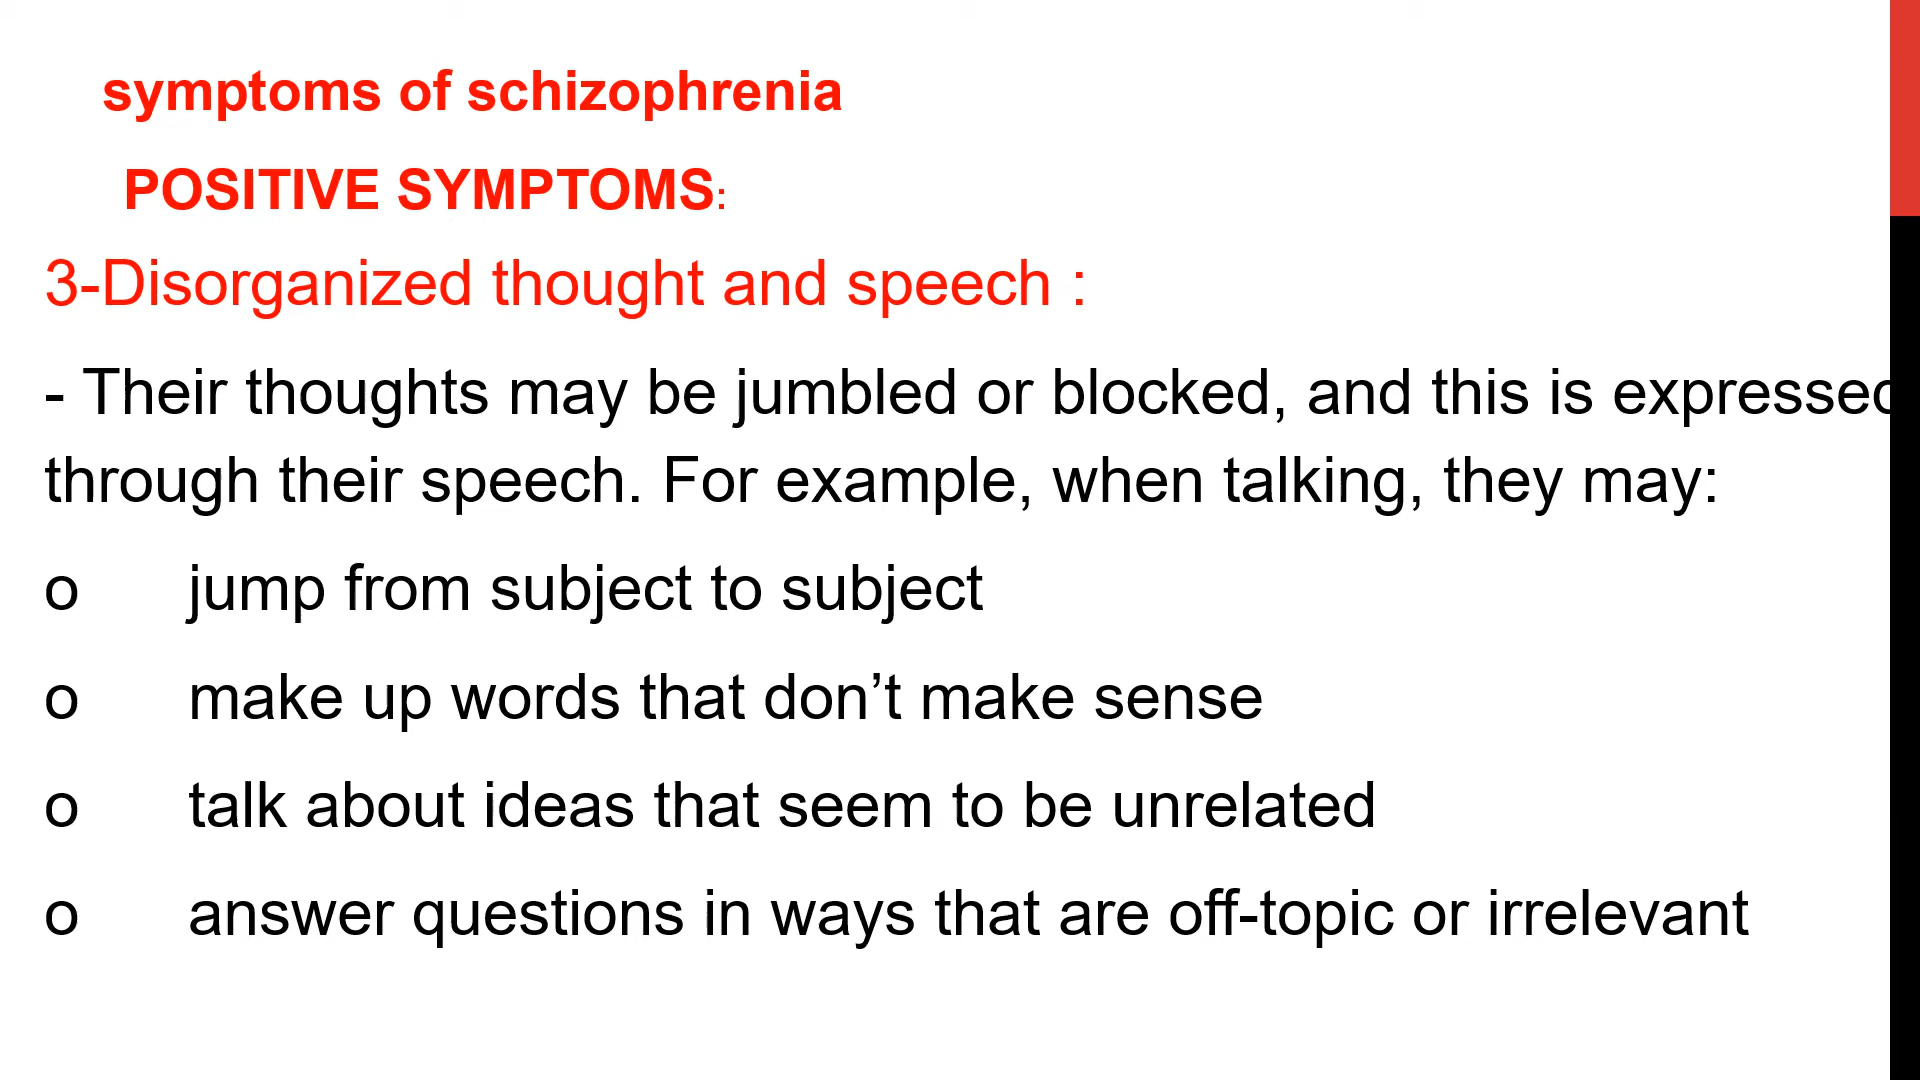 symptoms of schizophrenia
POSITIVE SYMPTOMS:
3-Disorganized thought and speech :
- Their thoughts may be jumbled or blocked, and this is expressed
through their speech. For example, when talking, they may:
o jump from subject to subject
o make up words that don’t make sense
o talk about ideas that seem to be unrelated
o answer questions in ways that are off-topic or irrelevant